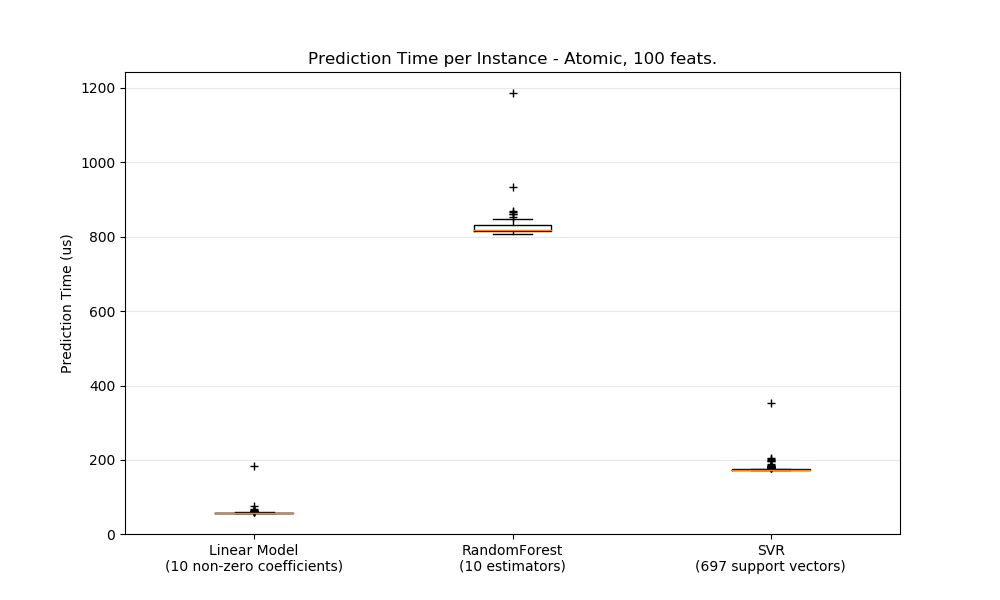 Prediction Time per Instance - Atomic, 100 feats.
1200
1000
800
600
400
200
0
Prediction Time (us)
Linear Model
(10 non-zero coefficients)
RandomForest
(10 estimators)
SVR
(697 support vectors)